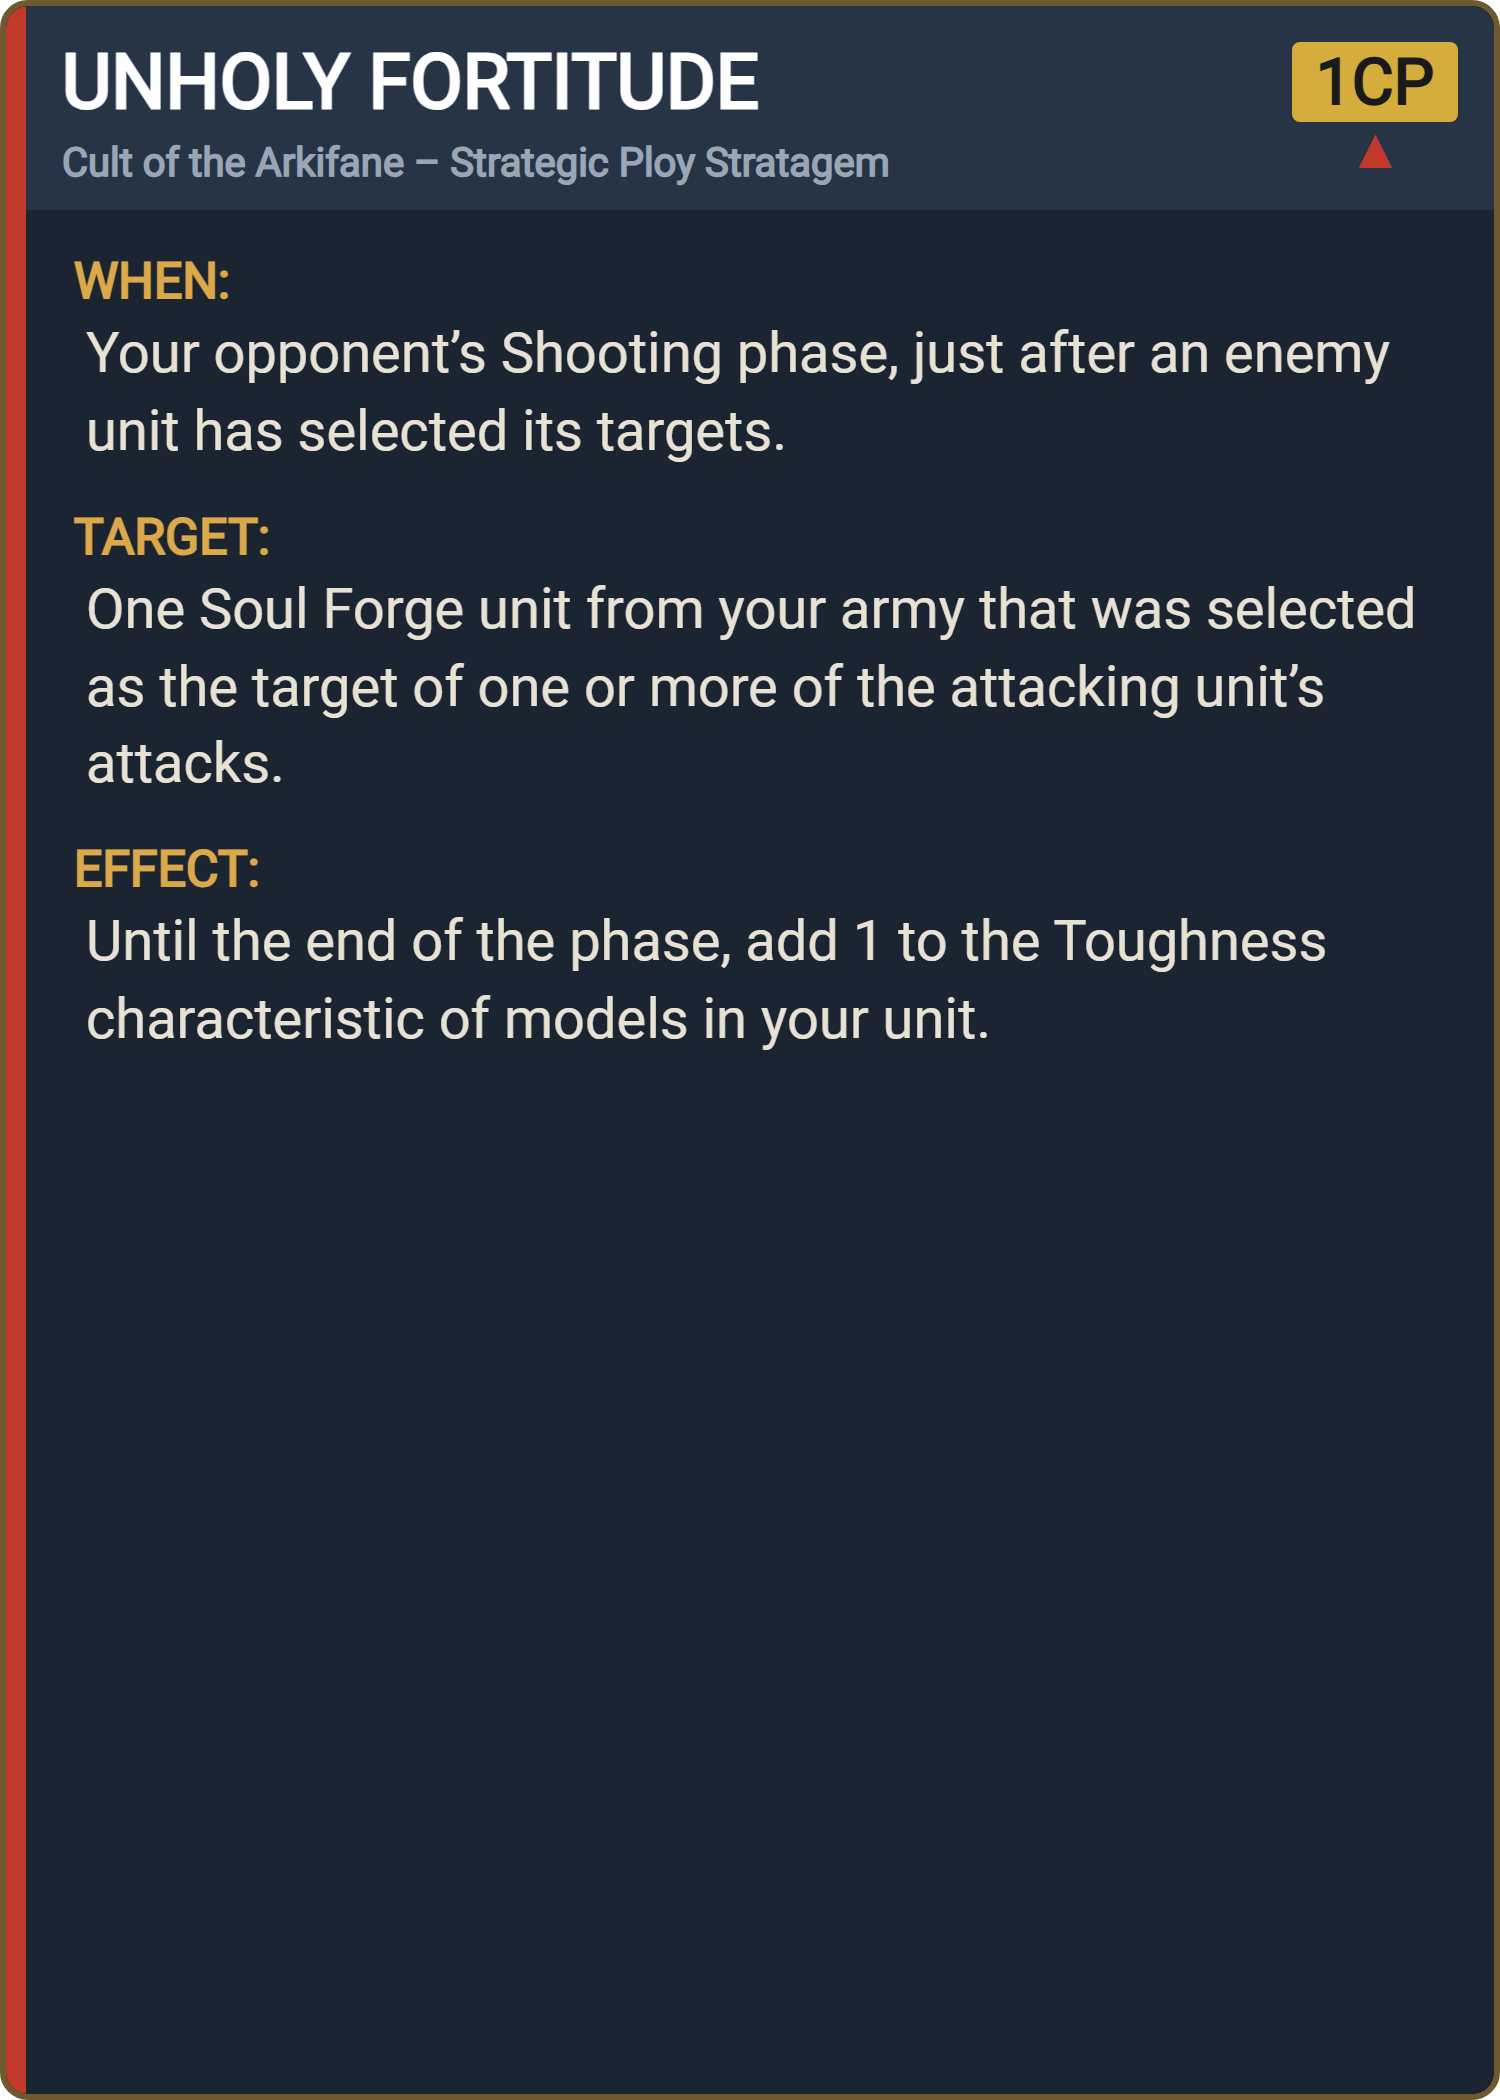 UNHOLY FORTITUDE
1CP
Cult of the Arkifane – Strategic Ploy Stratagem
WHEN:
Your opponent’s Shooting phase, just after an enemy
unit has selected its targets.
TARGET:
One Soul Forge unit from your army that was selected
as the target of one or more of the attacking unit’s
attacks.
EFFECT:
Until the end of the phase, add 1 to the Toughness
characteristic of models in your unit.